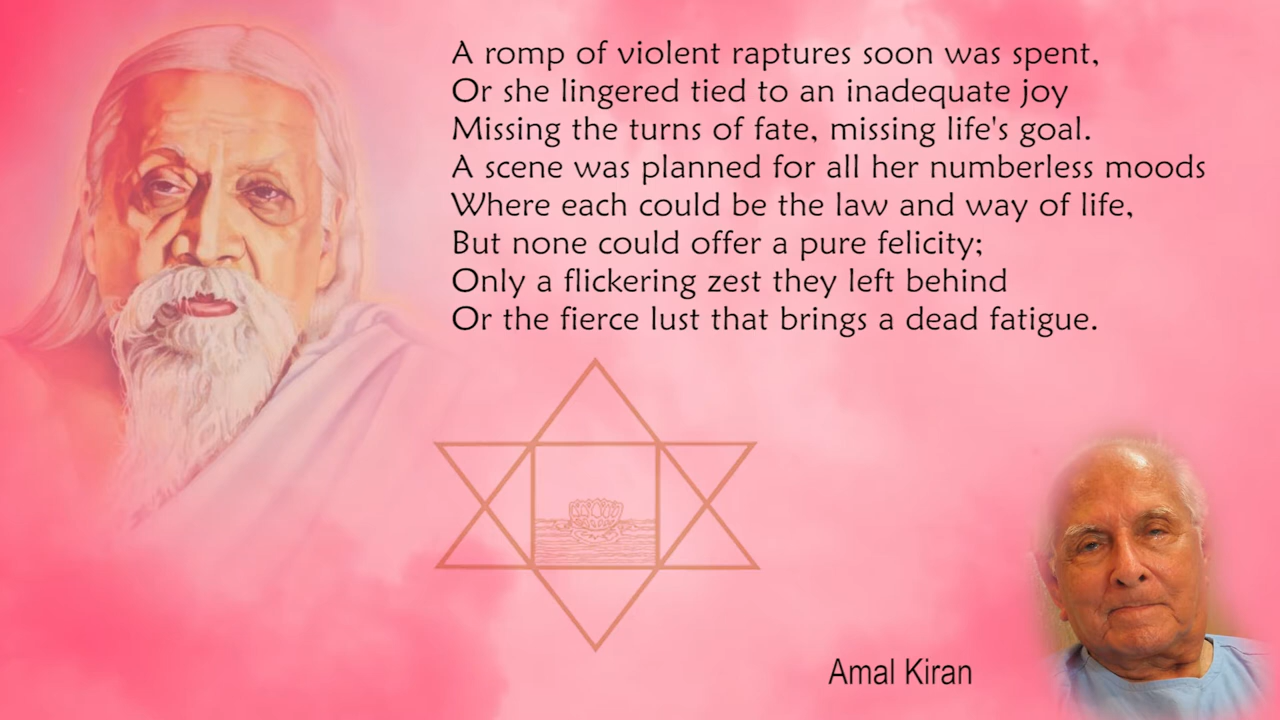 A romp of violent raptures soon was spent,
Or she lingered tied to an inadequate joy
Missing the turns of fate, missing life's goal.
A scene was planned for all her numberless moods
Where each could be the law and way of life,
But none could offer a pure felicity;
Only a flickering zest they left behind
Or the fierce lust that brings a dead fatigue.
Amal Kiran